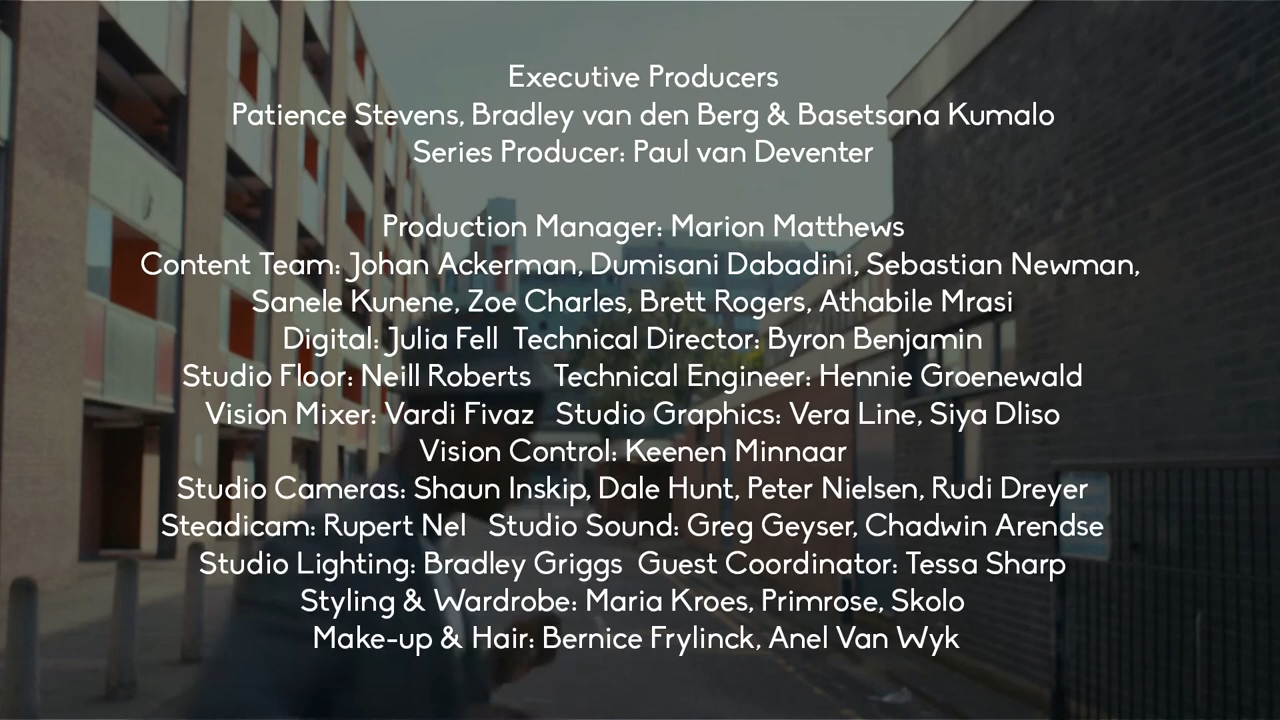 Executive Producers
Patience Stevens, Bradley van den Berg & Basetsana Kumalo
Series Producer: Paul van Deventer
Production Manager: Marion Matthews
Content Team: Johan Ackerman, Dumisani Dabadini, Sebastian Newman,
Sanele Kunene, Zoe Charles, Brett Rogers, Athabile Mrasi
Digital: Julia Fell Technical Director: Byron Benjamin
Studio Floor: Neill Roberts Technical Engineer: Hennie Groenewald
Vision Mixer: Vardi Fivaz Studio Graphics: Vera Line, Siya Dliso
Vision Control: Keenen Minnaar
Studio Cameras: Shaun Inskip, Dale Hunt, Peter Nielsen, Rudi Dreyer
Steadicam: Rupert Nel Studio Sound: Greg Geyser, Chadwin Arendse
Studio Lighting: Bradley Griggs Guest Coordinator: Tessa Sharp
Styling & Wardrobe: Maria Kroes, Primrose, Skolo
Make-up & Hair: Bernice Frylinck, Anel Van Wyk